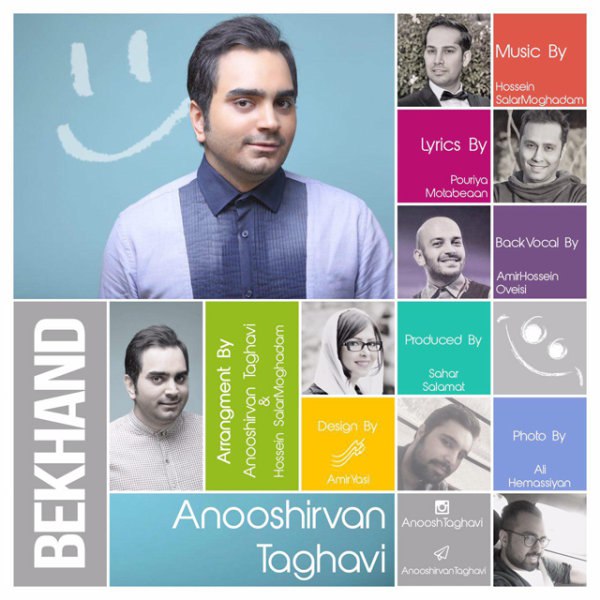 Music By
Hossein
SalarMoghadam
Lyrics By
Pouriya
Motabeaan
BackVocal By
AmirHossein
Oveisi
BEKHAND
Arrangment By
Anooshirvan Taghavi
&
Hossein SalarMoghadam
Produced By
Sahar
Salamat
Design By
AmirYasi
Photo By
Ali
Hemassiyan
Anooshirvan
Taghavi
AnooshTaghavi
AnooshirvanTaghavi